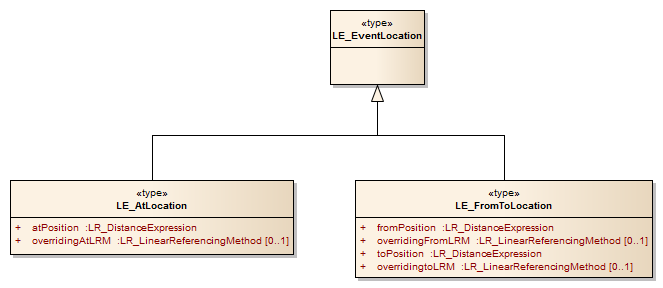 «type»
LE_EventLocation
«type»
LE_AtLocation
+ atPosition :LR_DistanceExpression
+ overridingAtLRM :LR_LinearReferencingMethod [0..1]
«type»
LE_FromToLocation
+ fromPosition :LR_DistanceExpression
+ overridingFromLRM :LR_LinearReferencingMethod [0..1]
+ toPosition :LR_DistanceExpression
+ overridingtoLRM :LR_LinearReferencingMethod [0..1]